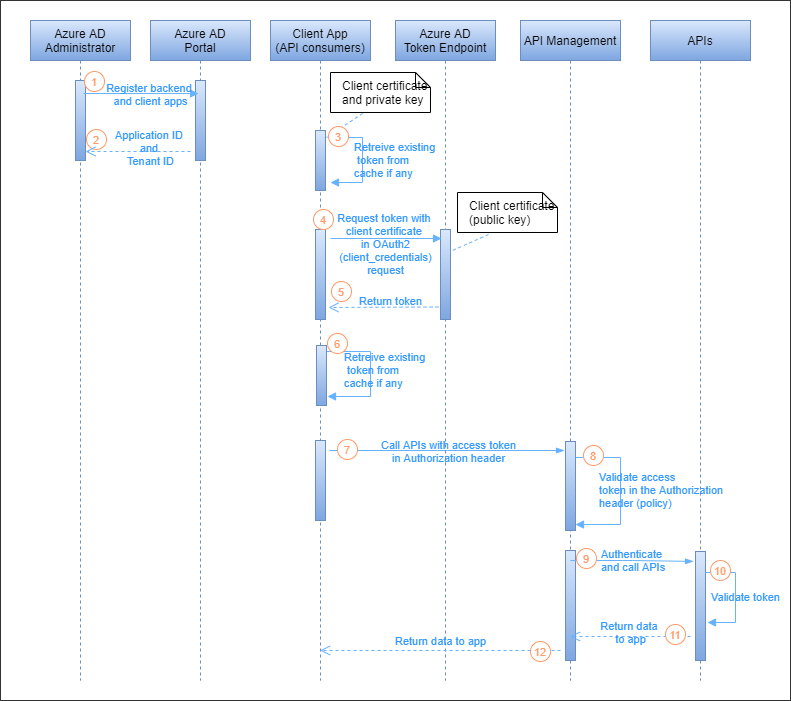 Azure AD
Administrator
Azure AD
Portal
Client App
(API consumers)
Azure AD
Token Endpoint
API Management
APIs
1
Register backend
and client apps
2
Application ID
and
Tenant ID
Client certificate
and private key
3
Retreive existing
token from
cache if any
Client certificate
(public key)
4
Request token with
client certificate
in OAuth2
(client_credentials)
request
5
Return token
6
Retreive existing
token from
cache if any
7
Call APIs with access token
in Authorization header
8
Validate access
token in the Authorization
header (policy)
9
Authenticate
and call APIs
10
Validate token
11
Return data
to app
12
Return data to app